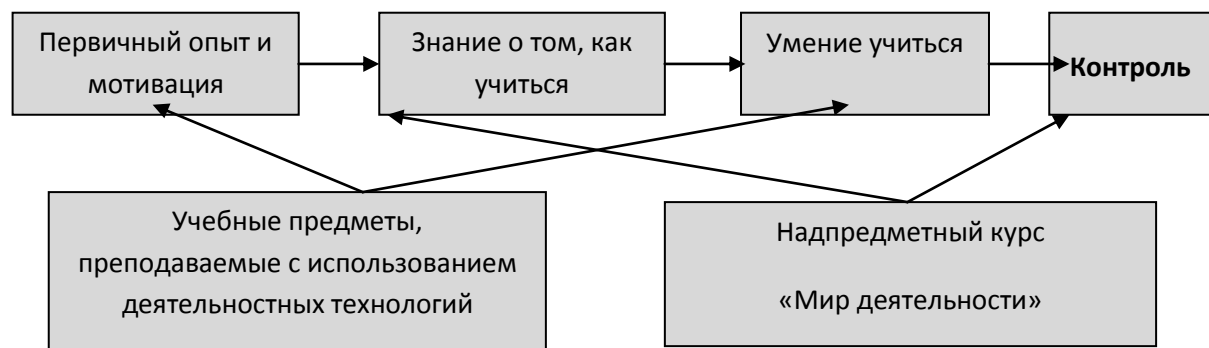 Первичный опыт и
мотивация
Знание о том, как
учиться
Умение учиться
Контроль
Учебные предметы,
преподаваемые с использованием
деятельностных технологий
Надпредметный курс
«Мир деятельности»